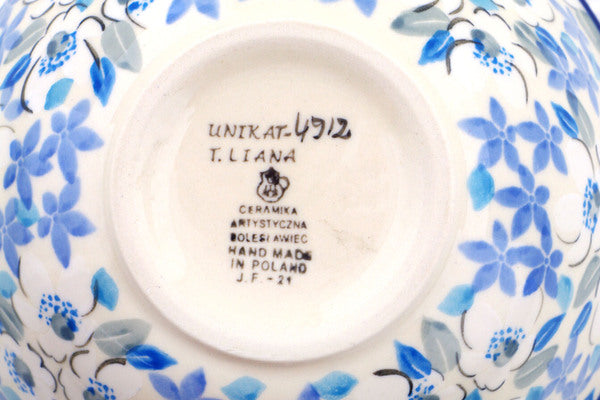 UNIKAT-4912
T. LIANA
CERAMIKA
ARTYSTYCZNA
BOLESŁAWIEC
HAND MADE
IN POLAND
J.F.-21